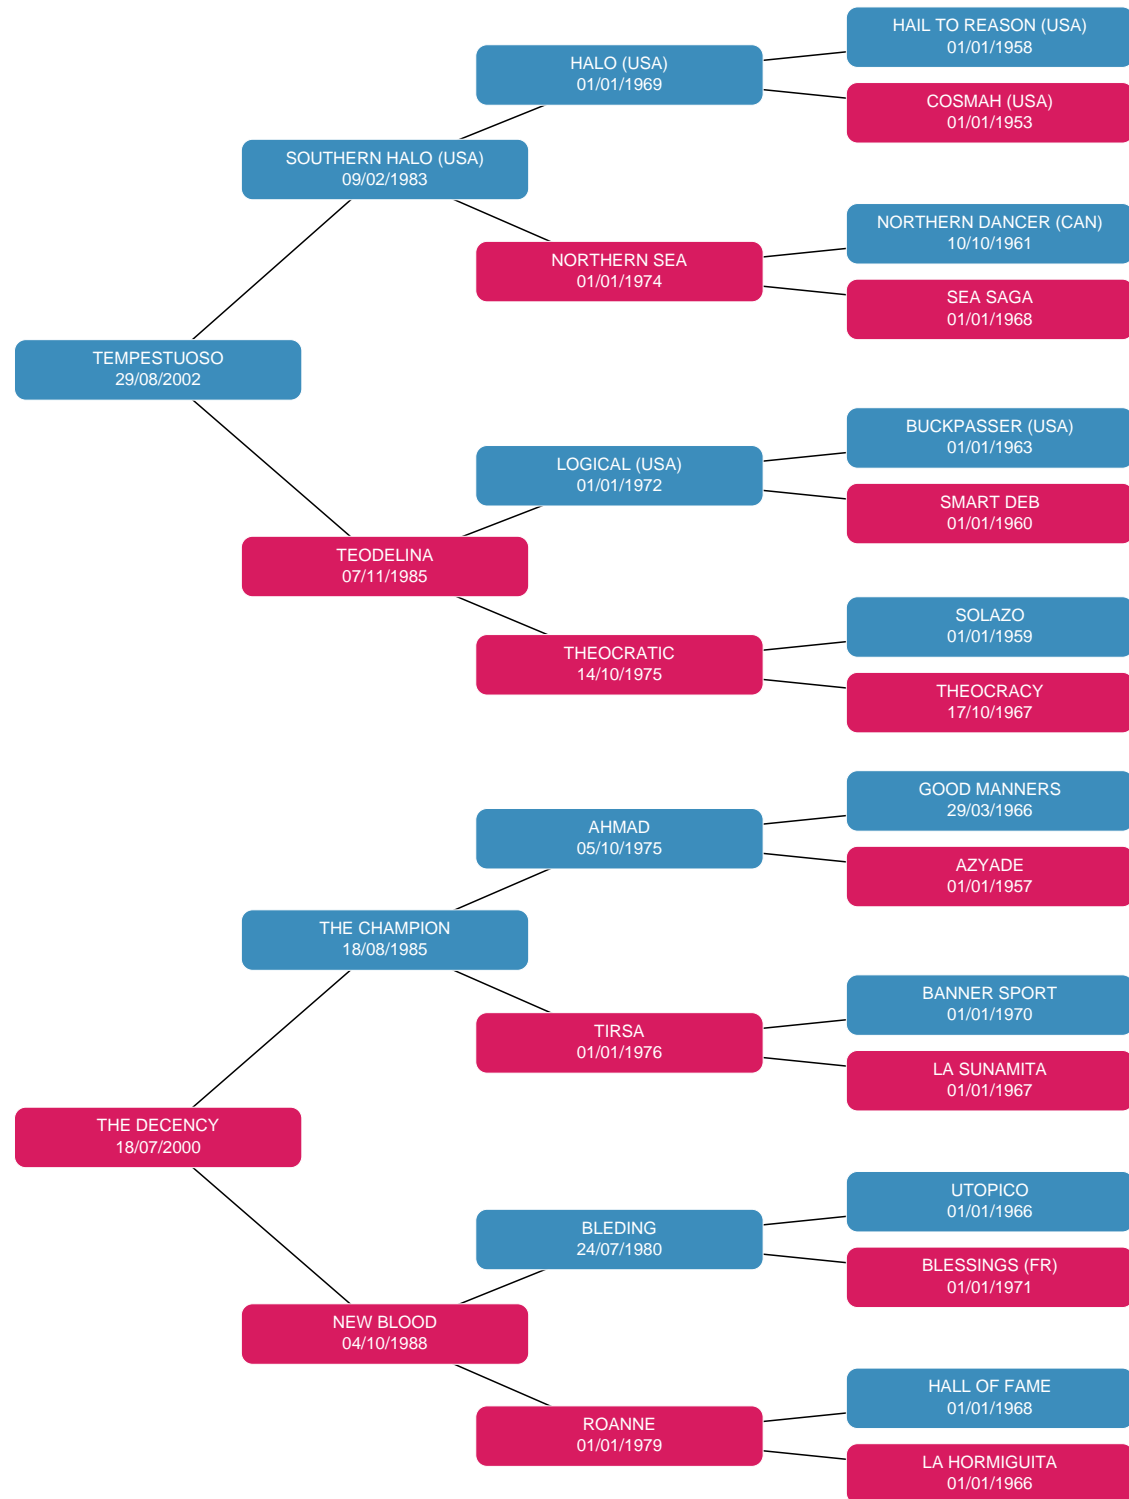 HAIL TO REASON (USA)
01/01/1958
HALO (USA)
01/01/1969
COSMAH (USA)
01/01/1953
SOUTHERN HALO (USA)
09/02/1983
NORTHERN DANCER (CAN)
10/10/1961
NORTHERN SEA
01/01/1974
SEA SAGA
01/01/1968
TEMPESTUOSO
29/08/2002
BUCKPASSER (USA)
01/01/1963
LOGICAL (USA)
01/01/1972
SMART DEB
01/01/1960
TEODELINA
07/11/1985
SOLAZO
01/01/1959
THEOCRATIC
14/10/1975
THEOCRACY
17/10/1967
GOOD MANNERS
29/03/1966
AHMAD
05/10/1975
AZYADE
01/01/1957
THE CHAMPION
18/08/1985
BANNER SPORT
01/01/1970
TIRSA
01/01/1976
LA SUNAMITA
01/01/1967
THE DECENCY
18/07/2000
UTOPICO
01/01/1966
BLEDING
24/07/1980
BLESSINGS (FR)
01/01/1971
NEW BLOOD
04/10/1988
HALL OF FAME
01/01/1968
ROANNE
01/01/1979
LA HORMIGUITA
01/01/1966